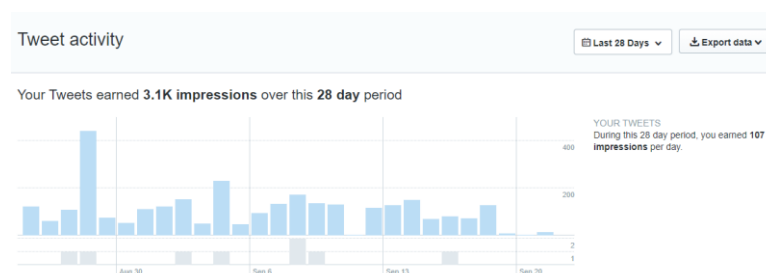 Tweet activity
Last 28 Days
Export data
Your Tweets earned 3.1K impressions over this 28 day period
YOUR TWEETS
During this 28 day period, you earned 107
impressions per day.
400
200
2
1
Aug 30
Sep 6
Sep 13
Sep 20